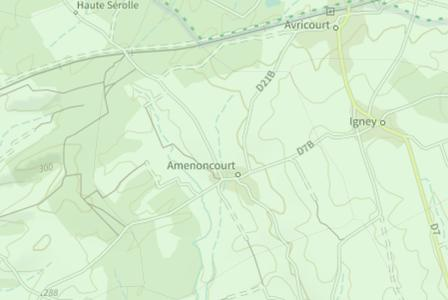 Haute Sérolle
Avricourt
D21B
Igney
D7B
Amenoncourt
300
D7
288